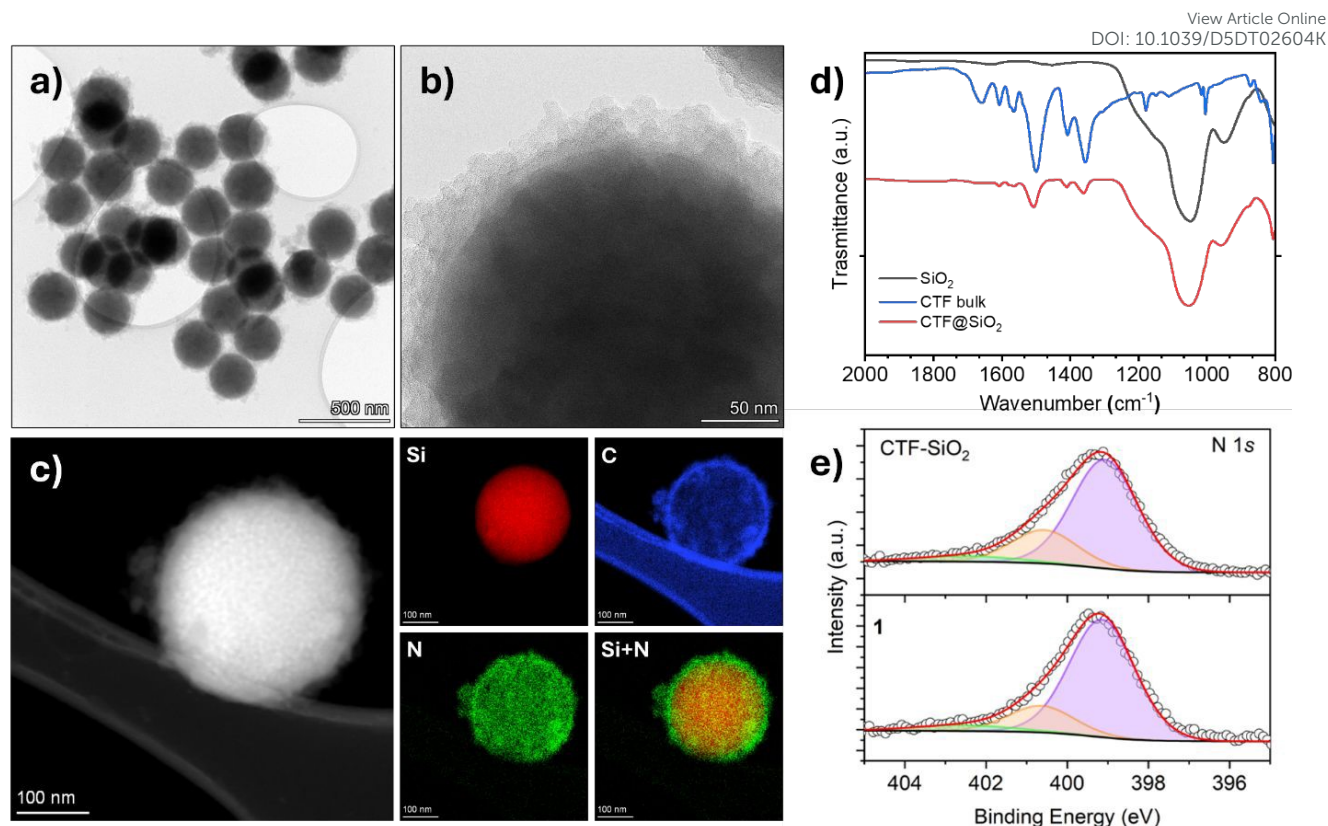 View Article Online
DOI: 10.1039/D5DT02604K
a)
500 nm
b)
50 nm
d)
Trasmittance (a.u.)
SiO₂
CTF bulk
CTF@SiO₂
2000 1800 1600 1400 1200 1000 800
Wavenumber (cm⁻¹)
c)
100 nm
Si
100 nm
C
100 nm
N
100 nm
Si+N
100 nm
e)
CTF-SiO₂
N 1s
1
Intensity (a.u.)
404 402 400 398 396
Binding Energy (eV)